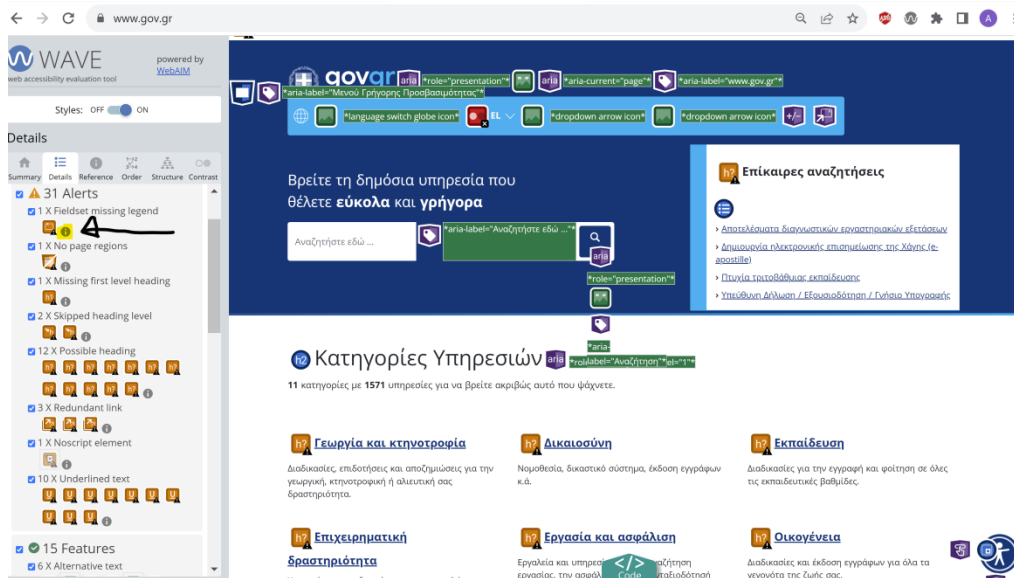 www.gov.gr
A
WAVE
powered by
WebAIM
web accessibility evaluation tool
Styles: OFF ON
Details
Summary Details Reference Order Structure Contrast
31 Alerts
1 X Fieldset missing legend
1 X No page regions
1 X Missing first level heading
2 X Skipped heading level
12 X Possible heading
3 X Redundant link
1 X Noscript element
10 X Underlined text
15 Features
6 X Alternative text
govgr aria *role="presentation"* aria *aria-current="page"* *aria-label="www.gov.gr"*
*aria-label="Μενού Γρήγορης Προσβασιμότητας"*
*language switch globe icon* EL *dropdown arrow icon* *dropdown arrow icon* +/-
Βρείτε τη δημόσια υπηρεσία που
θέλετε εύκολα και γρήγορα
Αναζητήστε εδώ ...
*aria-label="Αναζητήστε εδώ ..."*
aria
*role="presentation"*
*aria-
label="Αναζήτηση"*
h? Επίκαιρες αναζητήσεις
› Αποτελέσματα διαγνωστικών εργαστηριακών εξετάσεων
› Δημιουργία ηλεκτρονικής επισημείωσης της Χάγης (e-
apostille)
› Πτυχία τριτοβάθμιας εκπαίδευσης
› Υπεύθυνη Δήλωση / Εξουσιοδότηση / Γνήσιο Υπογραφής
h2 Κατηγορίες Υπηρεσιών aria
11 κατηγορίες με 1571 υπηρεσίες για να βρείτε ακριβώς αυτό που ψάχνετε.
h? Γεωργία και κτηνοτροφία
Διαδικασίες, επιδοτήσεις και αποζημιώσεις για την
γεωργική, κτηνοτροφική ή αλιευτική σας
δραστηριότητα.
h? Δικαιοσύνη
Νομοθεσία, δικαστικό σύστημα, έκδοση εγγράφων
κ.ά.
h? Εκπαίδευση
Διαδικασίες για την εγγραφή και φοίτηση σε όλες
τις εκπαιδευτικές βαθμίδες.
h? Επιχειρηματική
δραστηριότητα
h? Εργασία και ασφάλιση
Εργαλεία και
</> Code
h? Οικογένεια
Διαδικασίες και έκδοση εγγράφων για όλα τα
γεγονότα της ζωής σας.